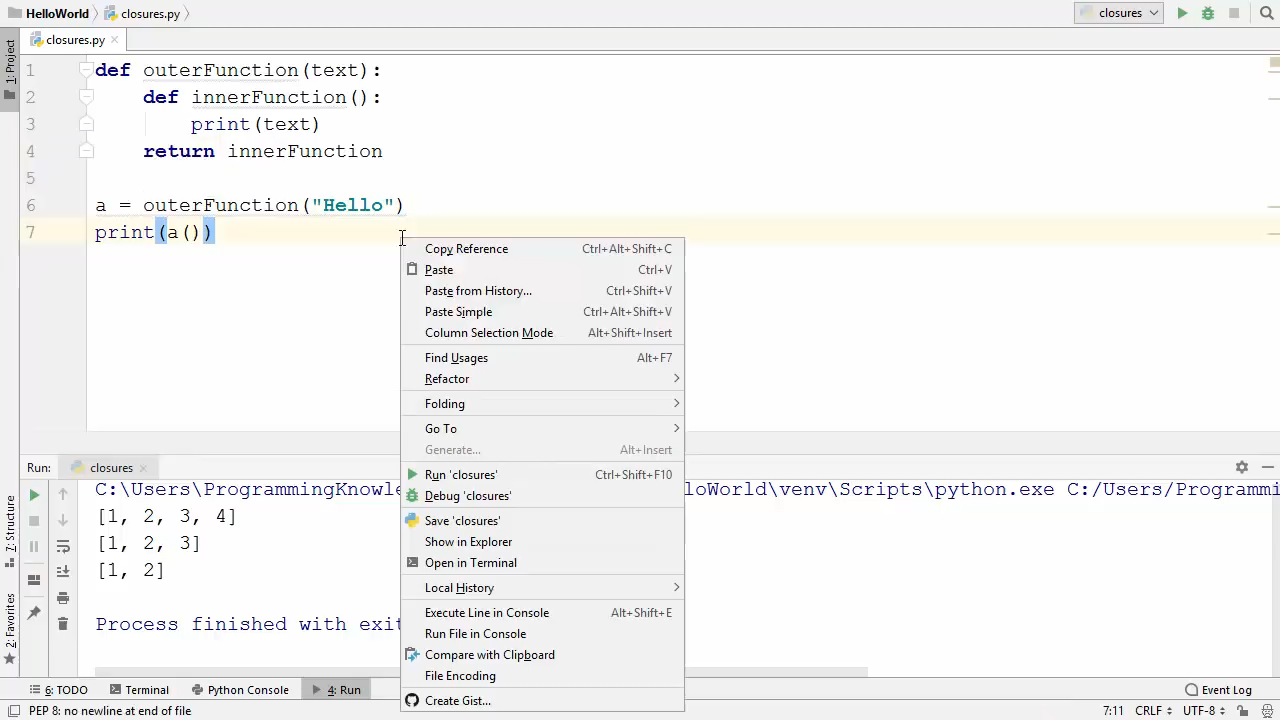 HelloWorld closures.py closures
closures.py
1: Project
1 def outerFunction(text):
2 def innerFunction():
3 print(text)
4 return innerFunction
5
6 a = outerFunction("Hello")
7 print(a())
Copy Reference Ctrl+Alt+Shift+C
Paste Ctrl+V
Paste from History... Ctrl+Shift+V
Paste Simple Ctrl+Alt+Shift+V
Column Selection Mode Alt+Shift+Insert
Find Usages Alt+F7
Refactor
Folding
Go To
Generate... Alt+Insert
Run 'closures' Ctrl+Shift+F10
Debug 'closures'
Save 'closures'
Show in Explorer
Open in Terminal
Local History
Execute Line in Console Alt+Shift+E
Run File in Console
Compare with Clipboard
File Encoding
Create Gist...
Run: closures
C:\Users\ProgrammingKnowle loWorld\venv\Scripts\python.exe C:/Users/Programmi
[1, 2, 3, 4]
[1, 2, 3]
[1, 2]
Process finished with exit
7: Structure
2: Favorites
6: TODO Terminal Python Console 4: Run Event Log
PEP 8: no newline at end of file 7:11 CRLF UTF-8